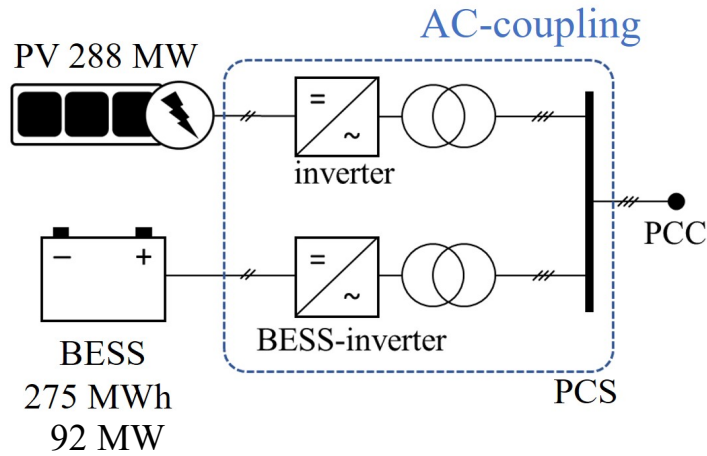 AC-coupling
PV 288 MW
=
~
inverter
PCC
– +
=
~
BESS-inverter
BESS
275 MWh
92 MW
PCS